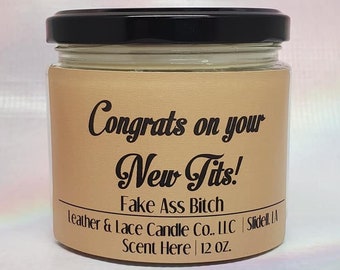 Congrats on your
New Tits!
Fake Ass Bitch
Leather & Lace Candle Co. LLC | Slidell, LA
Scent Here | 12 oz.